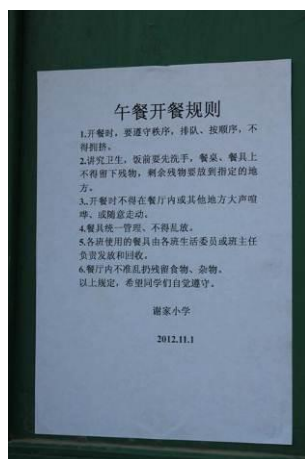 午餐开餐规则
1.开餐时，要遵守秩序，排队、按顺序，不
得拥挤。
2.讲究卫生，饭前要先洗手，餐桌、餐具上
不得留下残物，剩余残物要放到指定的地
方。
3.开餐时不得在餐厅内或其他地方大声喧
哗、或随意走动。
4.餐具统一管理、不得乱放。
5.各班使用的餐具由各班生活委员或班主任
负责发放和回收。
6.餐厅内不准乱扔残留食物、杂物。
以上规定，希望同学们自觉遵守。
谢家小学
2012.11.1